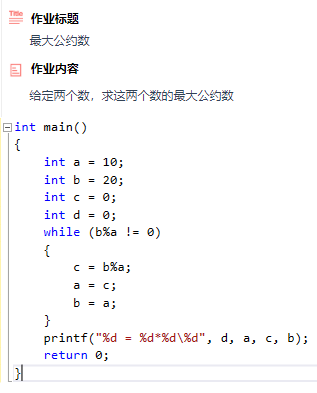 Title 作业标题
最大公约数
作业内容
给定两个数，求这两个数的最大公约数
int main()
{
    int a = 10;
    int b = 20;
    int c = 0;
    int d = 0;
    while (b%a != 0)
    {
        c = b%a;
        a = c;
        b = a;
    }
    printf("%d = %d*%d\%d", d, a, c, b);
    return 0;
}